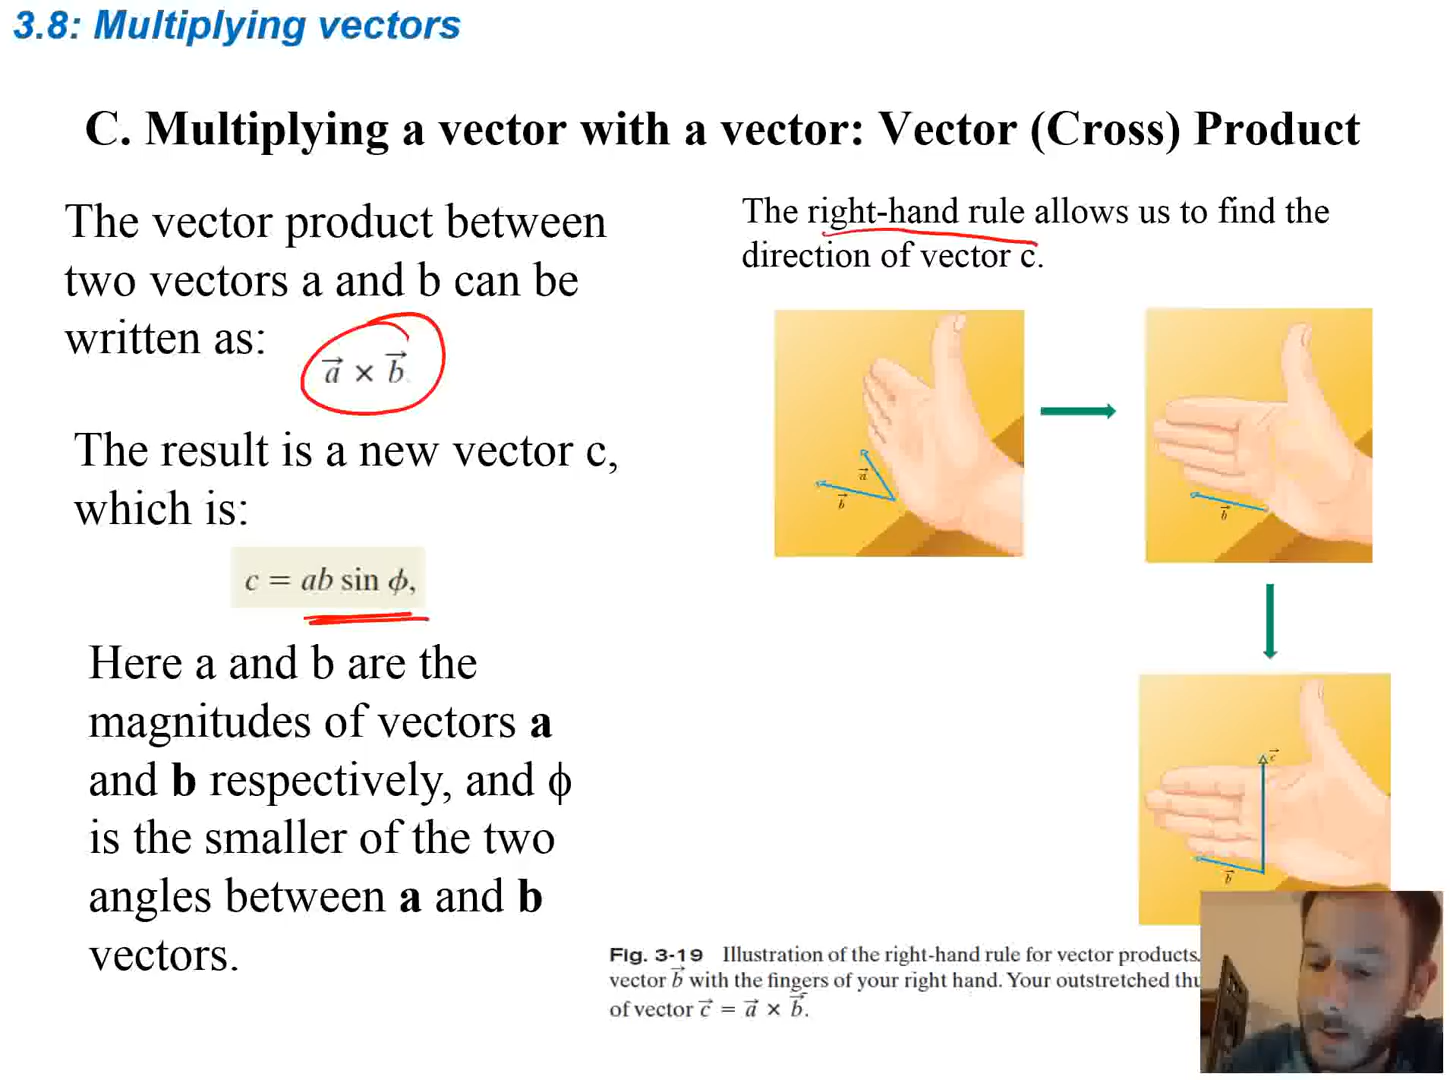 3.8: Multiplying vectors
C. Multiplying a vector with a vector: Vector (Cross) Product
The vector product between
two vectors a and b can be
written as:
a⃗ × b⃗.
The result is a new vector c,
which is:
c = ab sin ϕ,
Here a and b are the
magnitudes of vectors a
and b respectively, and ϕ
is the smaller of the two
angles between a and b
vectors.
The right-hand rule allows us to find the
direction of vector c.
a⃗
b⃗
b⃗
c⃗
b⃗
Fig. 3-19 Illustration of the right-hand rule for vector products.
vector b⃗ with the fingers of your right hand. Your outstretched thu
of vector c⃗ = a⃗ × b⃗.